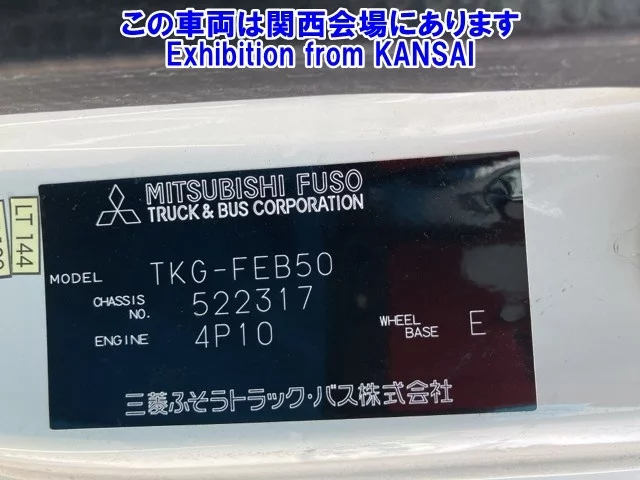 この車両は関西会場にあります
Exhibition from KANSAI
MITSUBISHI FUSO
TRUCK & BUS CORPORATION
LT 144
MODEL TKG-FEB50
CHASSIS NO. 522317
ENGINE 4P10
WHEEL BASE E
三菱ふそうトラック・バス株式会社